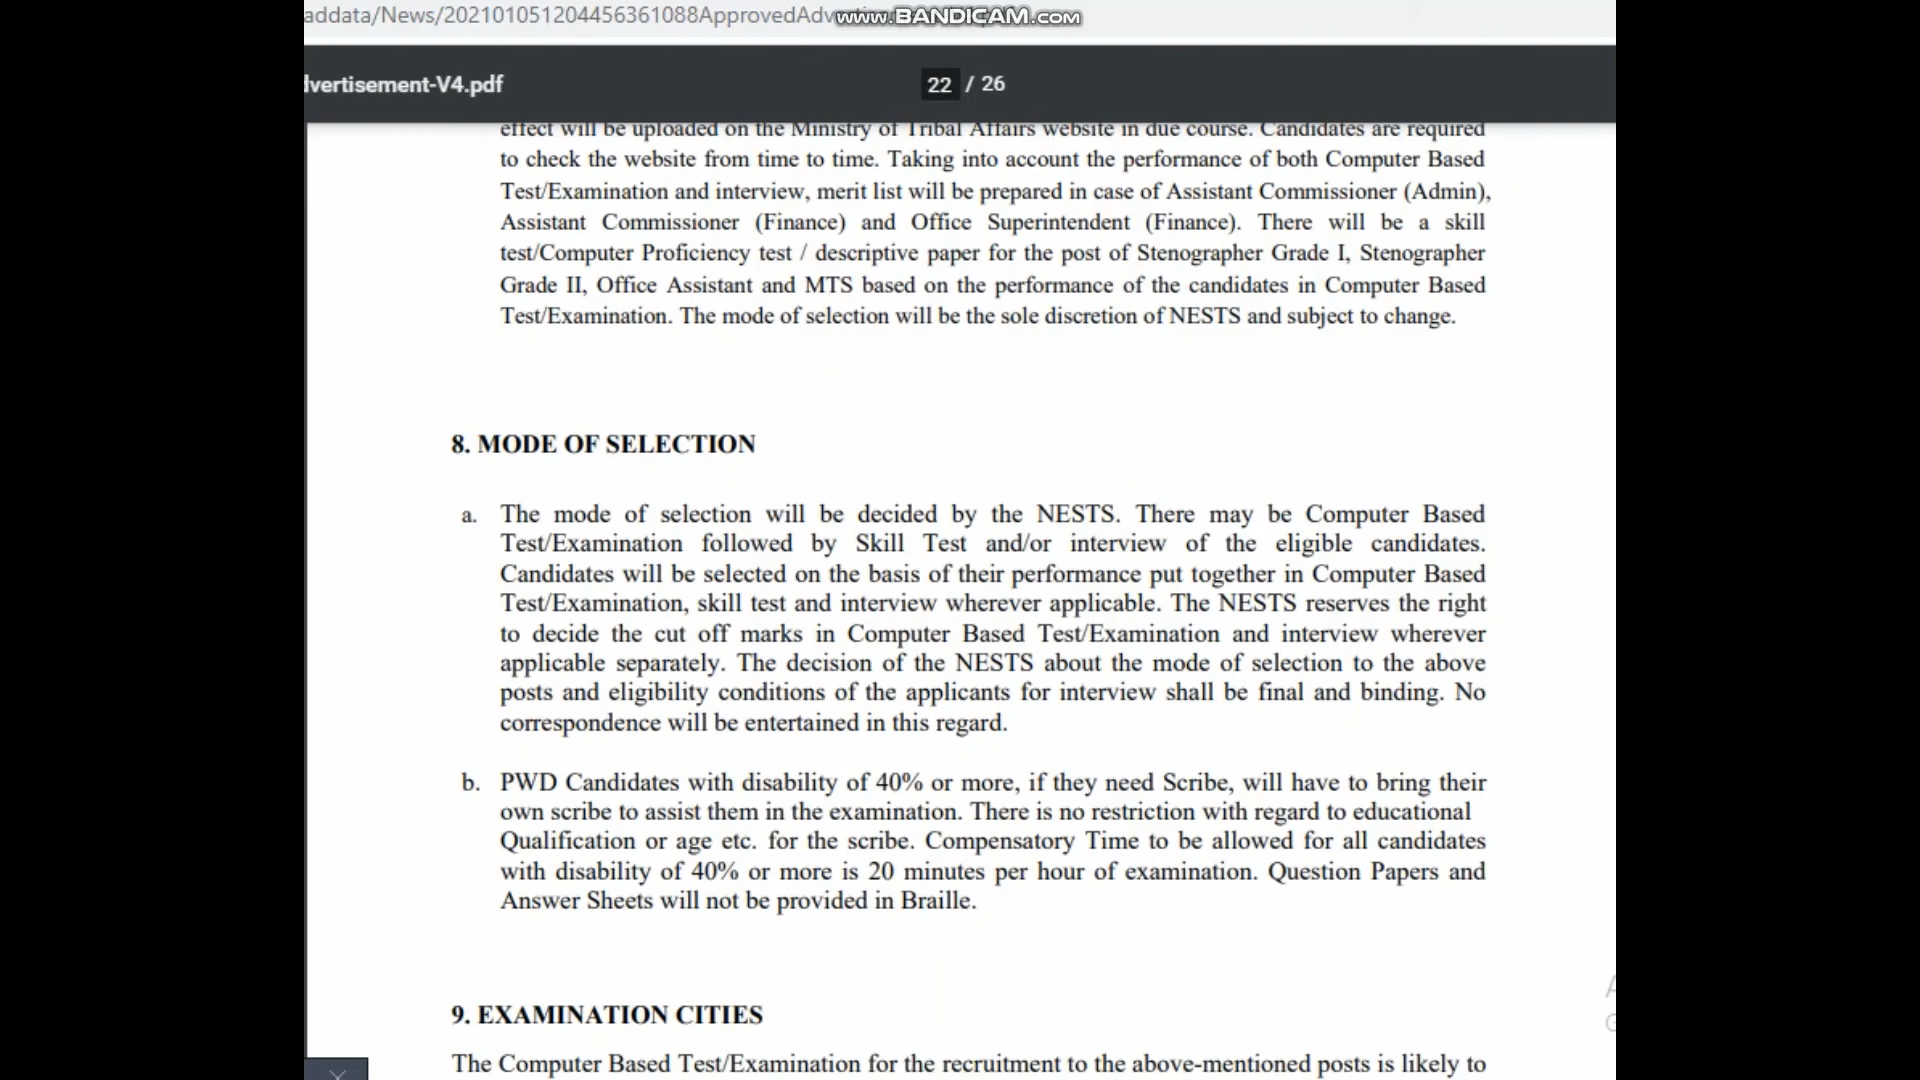 addata/News/202101051204456361088ApprovedAdv
www.BANDICAM.com
dvertisement-V4.pdf
22 / 26
effect will be uploaded on the Ministry of Tribal Affairs website in due course. Candidates are required
to check the website from time to time. Taking into account the performance of both Computer Based
Test/Examination and interview, merit list will be prepared in case of Assistant Commissioner (Admin),
Assistant Commissioner (Finance) and Office Superintendent (Finance). There will be a skill
test/Computer Proficiency test / descriptive paper for the post of Stenographer Grade I, Stenographer
Grade II, Office Assistant and MTS based on the performance of the candidates in Computer Based
Test/Examination. The mode of selection will be the sole discretion of NESTS and subject to change.
8. MODE OF SELECTION
a. The mode of selection will be decided by the NESTS. There may be Computer Based
Test/Examination followed by Skill Test and/or interview of the eligible candidates.
Candidates will be selected on the basis of their performance put together in Computer Based
Test/Examination, skill test and interview wherever applicable. The NESTS reserves the right
to decide the cut off marks in Computer Based Test/Examination and interview wherever
applicable separately. The decision of the NESTS about the mode of selection to the above
posts and eligibility conditions of the applicants for interview shall be final and binding. No
correspondence will be entertained in this regard.
b. PWD Candidates with disability of 40% or more, if they need Scribe, will have to bring their
own scribe to assist them in the examination. There is no restriction with regard to educational
Qualification or age etc. for the scribe. Compensatory Time to be allowed for all candidates
with disability of 40% or more is 20 minutes per hour of examination. Question Papers and
Answer Sheets will not be provided in Braille.
9. EXAMINATION CITIES
The Computer Based Test/Examination for the recruitment to the above-mentioned posts is likely to